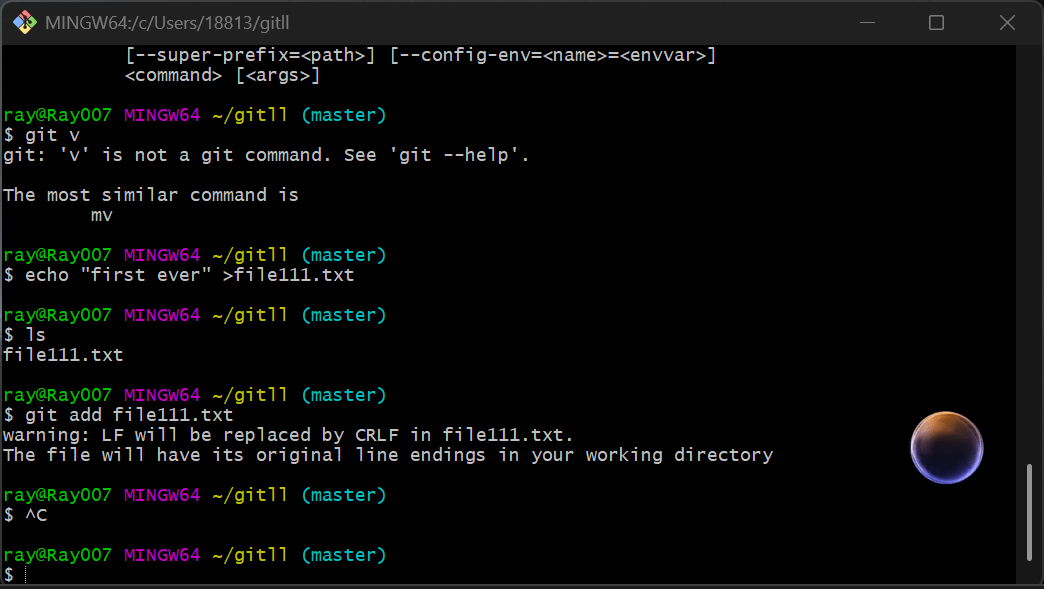 MINGW64:/c/Users/18813/gitll
[--super-prefix=<path>] [--config-env=<name>=<envvar>]
<command> [<args>]
ray@Ray007 MINGW64 ~/gitll (master)
$ git v
git: 'v' is not a git command. See 'git --help'.
The most similar command is
mv
ray@Ray007 MINGW64 ~/gitll (master)
$ echo "first ever" >file111.txt
ray@Ray007 MINGW64 ~/gitll (master)
$ ls
file111.txt
ray@Ray007 MINGW64 ~/gitll (master)
$ git add file111.txt
warning: LF will be replaced by CRLF in file111.txt.
The file will have its original line endings in your working directory
ray@Ray007 MINGW64 ~/gitll (master)
$ ^C
ray@Ray007 MINGW64 ~/gitll (master)
$